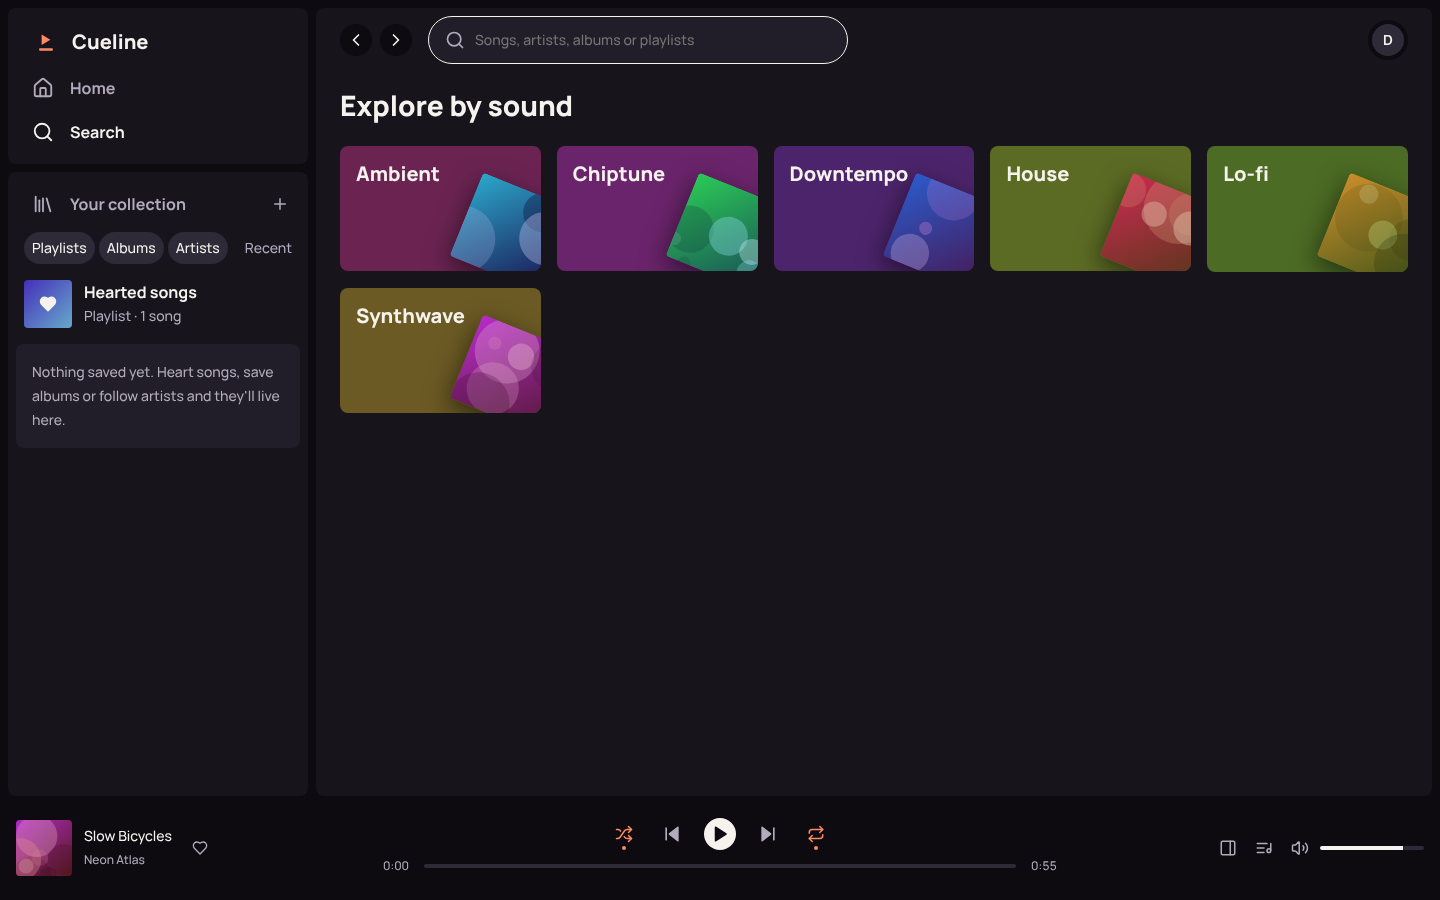 Cueline
Home
Search
Your collection
Playlists
Albums
Artists
Recent
Hearted songs
Playlist · 1 song
Nothing saved yet. Heart songs, save
albums or follow artists and they'll live
here.
Songs, artists, albums or playlists
D
Explore by sound
Ambient
Chiptune
Downtempo
House
Lo-fi
Synthwave
Slow Bicycles
Neon Atlas
0:00
0:55